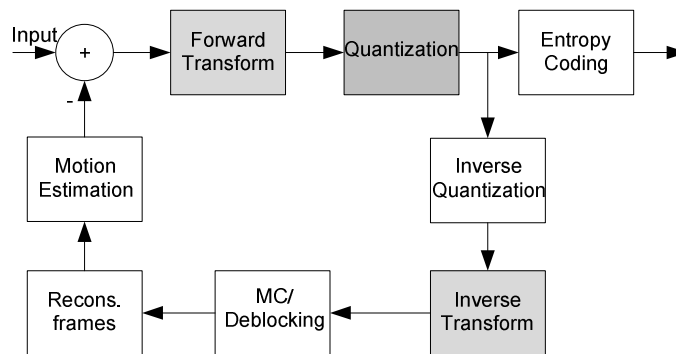 Input
+
-
Forward
Transform
Quantization
Entropy
Coding
Motion
Estimation
Inverse
Quantization
Recons.
frames
MC/
Deblocking
Inverse
Transform